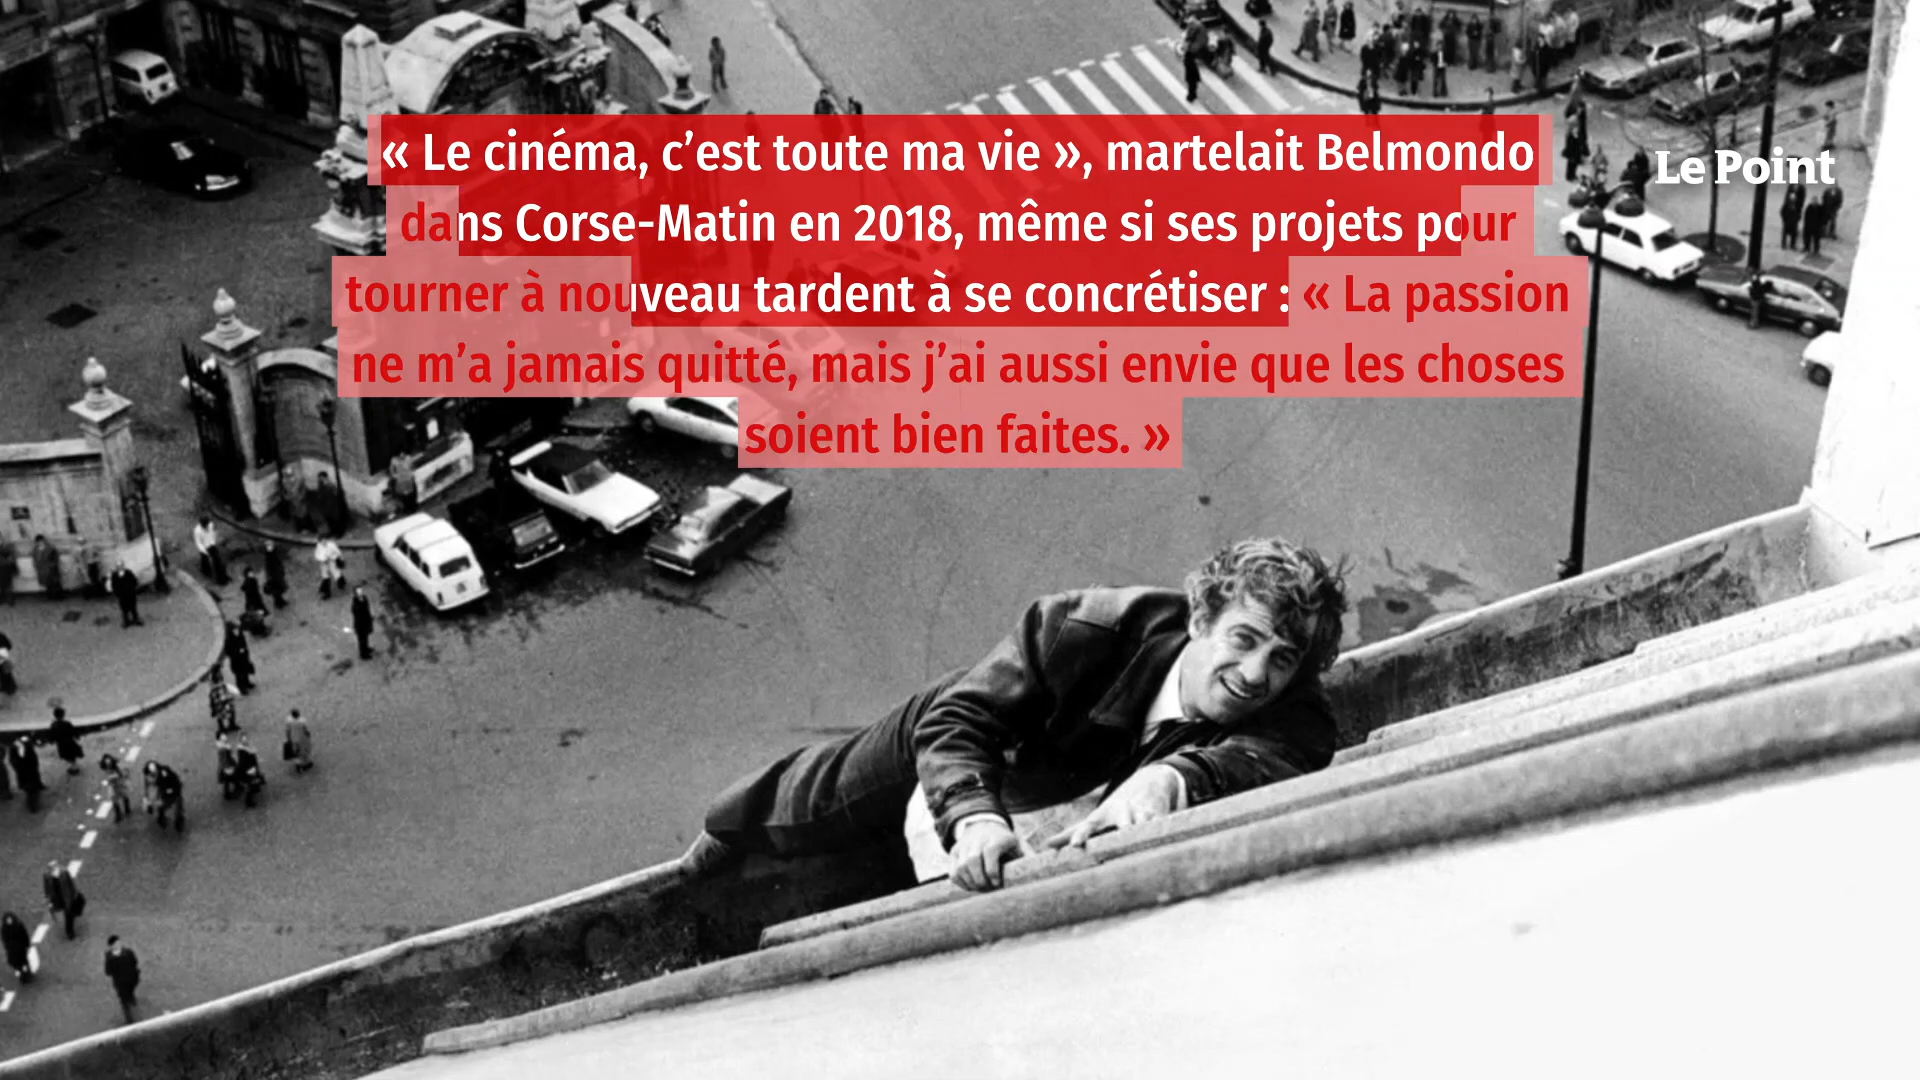 « Le cinéma, c’est toute ma vie », martelait Belmondo
dans Corse-Matin en 2018, même si ses projets pour
tourner à nouveau tardent à se concrétiser : « La passion
ne m’a jamais quitté, mais j’ai aussi envie que les choses
soient bien faites. »
Le Point